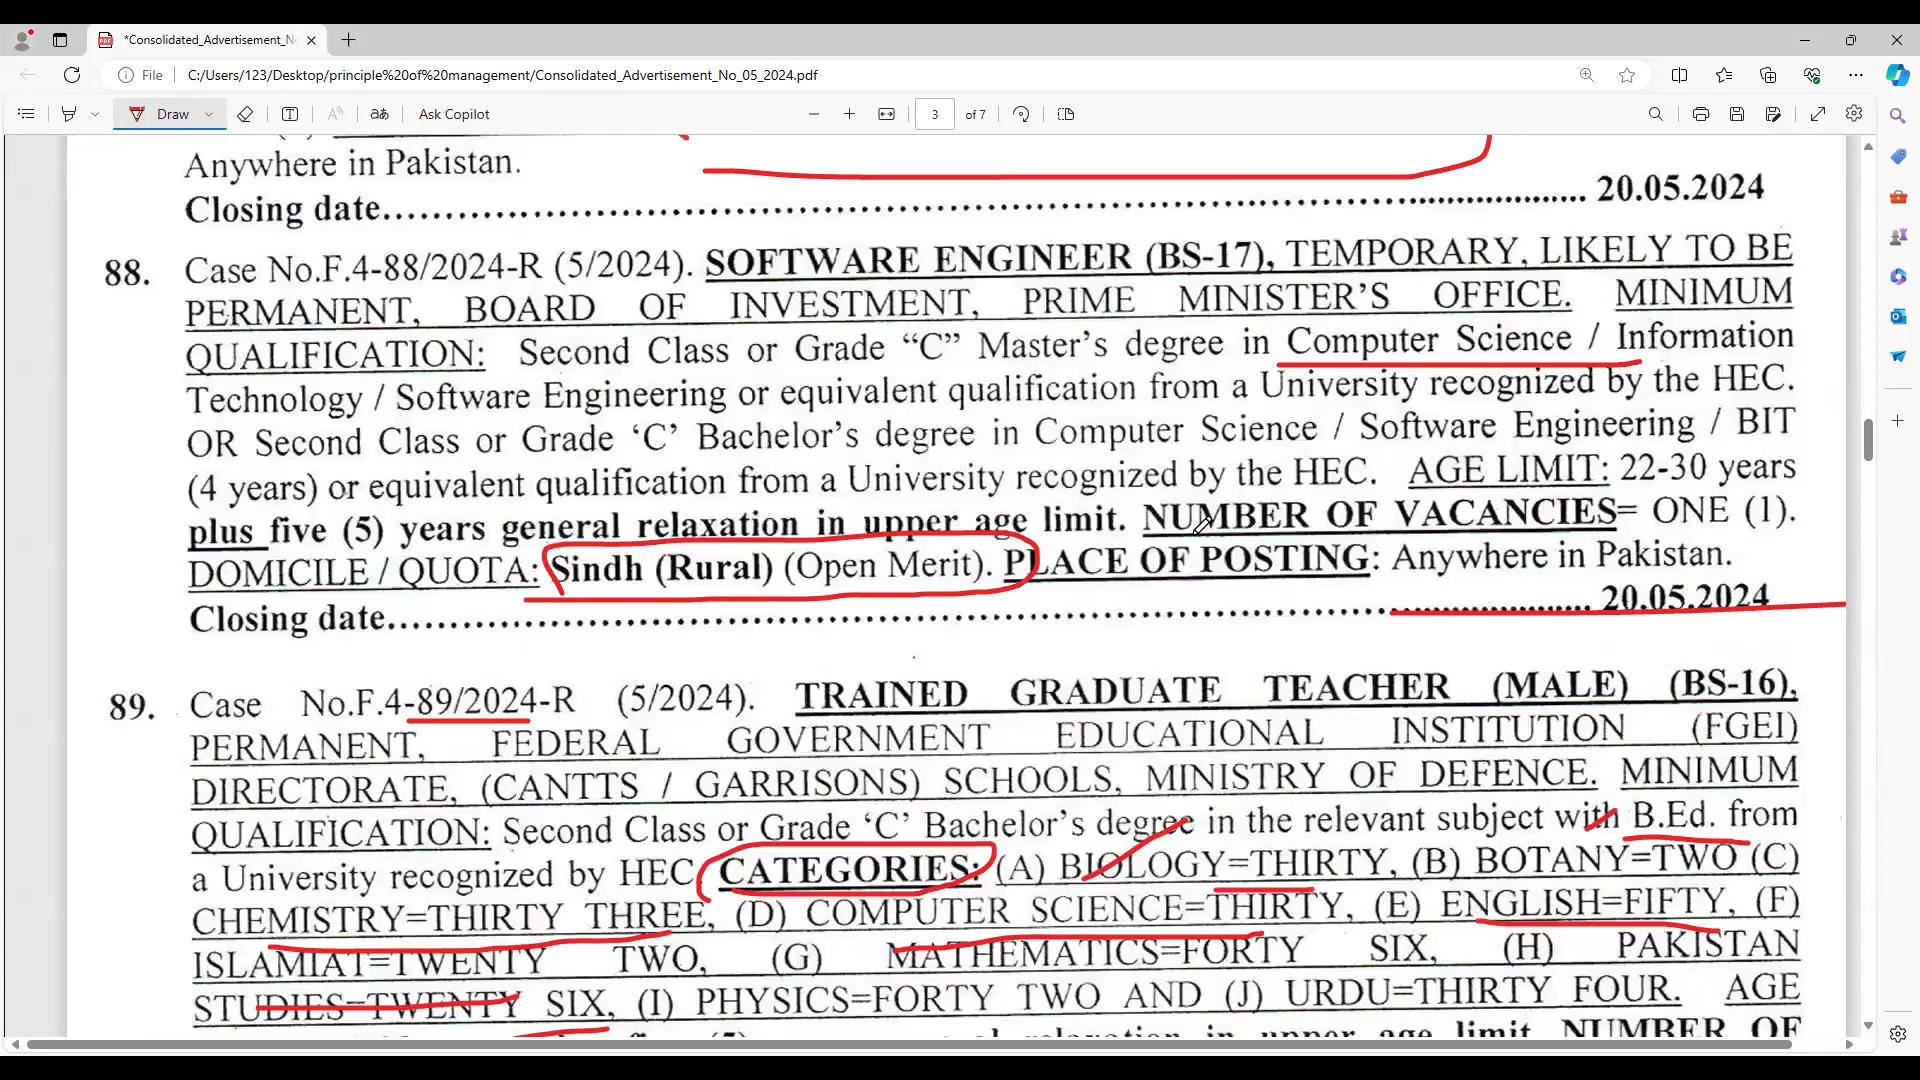 *Consolidated_Advertisement_N
File
C:/Users/123/Desktop/principle%20of%20management/Consolidated_Advertisement_No_05_2024.pdf
Draw
Ask Copilot
3
of 7
Anywhere in Pakistan.
Closing date.................................................................................. 20.05.2024
88. Case No.F.4-88/2024-R (5/2024). SOFTWARE ENGINEER (BS-17), TEMPORARY, LIKELY TO BE
PERMANENT, BOARD OF INVESTMENT, PRIME MINISTER'S OFFICE. MINIMUM
QUALIFICATION: Second Class or Grade “C” Master's degree in Computer Science / Information
Technology / Software Engineering or equivalent qualification from a University recognized by the HEC.
OR Second Class or Grade ‘C’ Bachelor's degree in Computer Science / Software Engineering / BIT
(4 years) or equivalent qualification from a University recognized by the HEC. AGE LIMIT: 22-30 years
plus five (5) years general relaxation in upper age limit. NUMBER OF VACANCIES= ONE (1).
DOMICILE / QUOTA: Sindh (Rural) (Open Merit). PLACE OF POSTING: Anywhere in Pakistan.
Closing date.................................................................................. 20.05.2024
89. Case No.F.4-89/2024-R (5/2024). TRAINED GRADUATE TEACHER (MALE) (BS-16),
PERMANENT, FEDERAL GOVERNMENT EDUCATIONAL INSTITUTION (FGEI)
DIRECTORATE, (CANTTS / GARRISONS) SCHOOLS, MINISTRY OF DEFENCE. MINIMUM
QUALIFICATION: Second Class or Grade ‘C’ Bachelor's degree in the relevant subject with B.Ed. from
a University recognized by HEC CATEGORIES: (A) BIOLOGY=THIRTY, (B) BOTANY=TWO (C)
CHEMISTRY=THIRTY THREE, (D) COMPUTER SCIENCE=THIRTY, (E) ENGLISH=FIFTY, (F)
ISLAMIAT=TWENTY TWO, (G) MATHEMATICS=FORTY SIX, (H) PAKISTAN
STUDIES=TWENTY SIX, (I) PHYSICS=FORTY TWO AND (J) URDU=THIRTY FOUR. AGE
relaxation in upper age limit. NUMBER OF